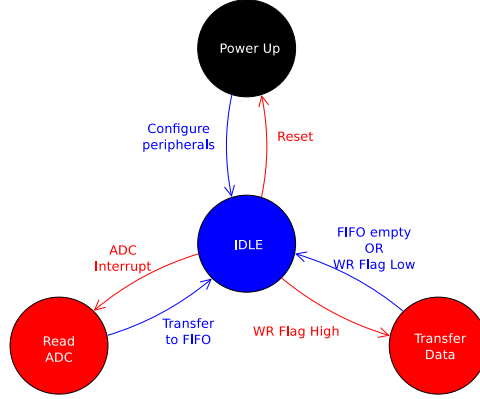 Power Up
Configure
peripherals
Reset
IDLE
FIFO empty
OR
WR Flag Low
ADC
Interrupt
Transfer
to FIFO
WR Flag High
Read
ADC
Transfer
Data